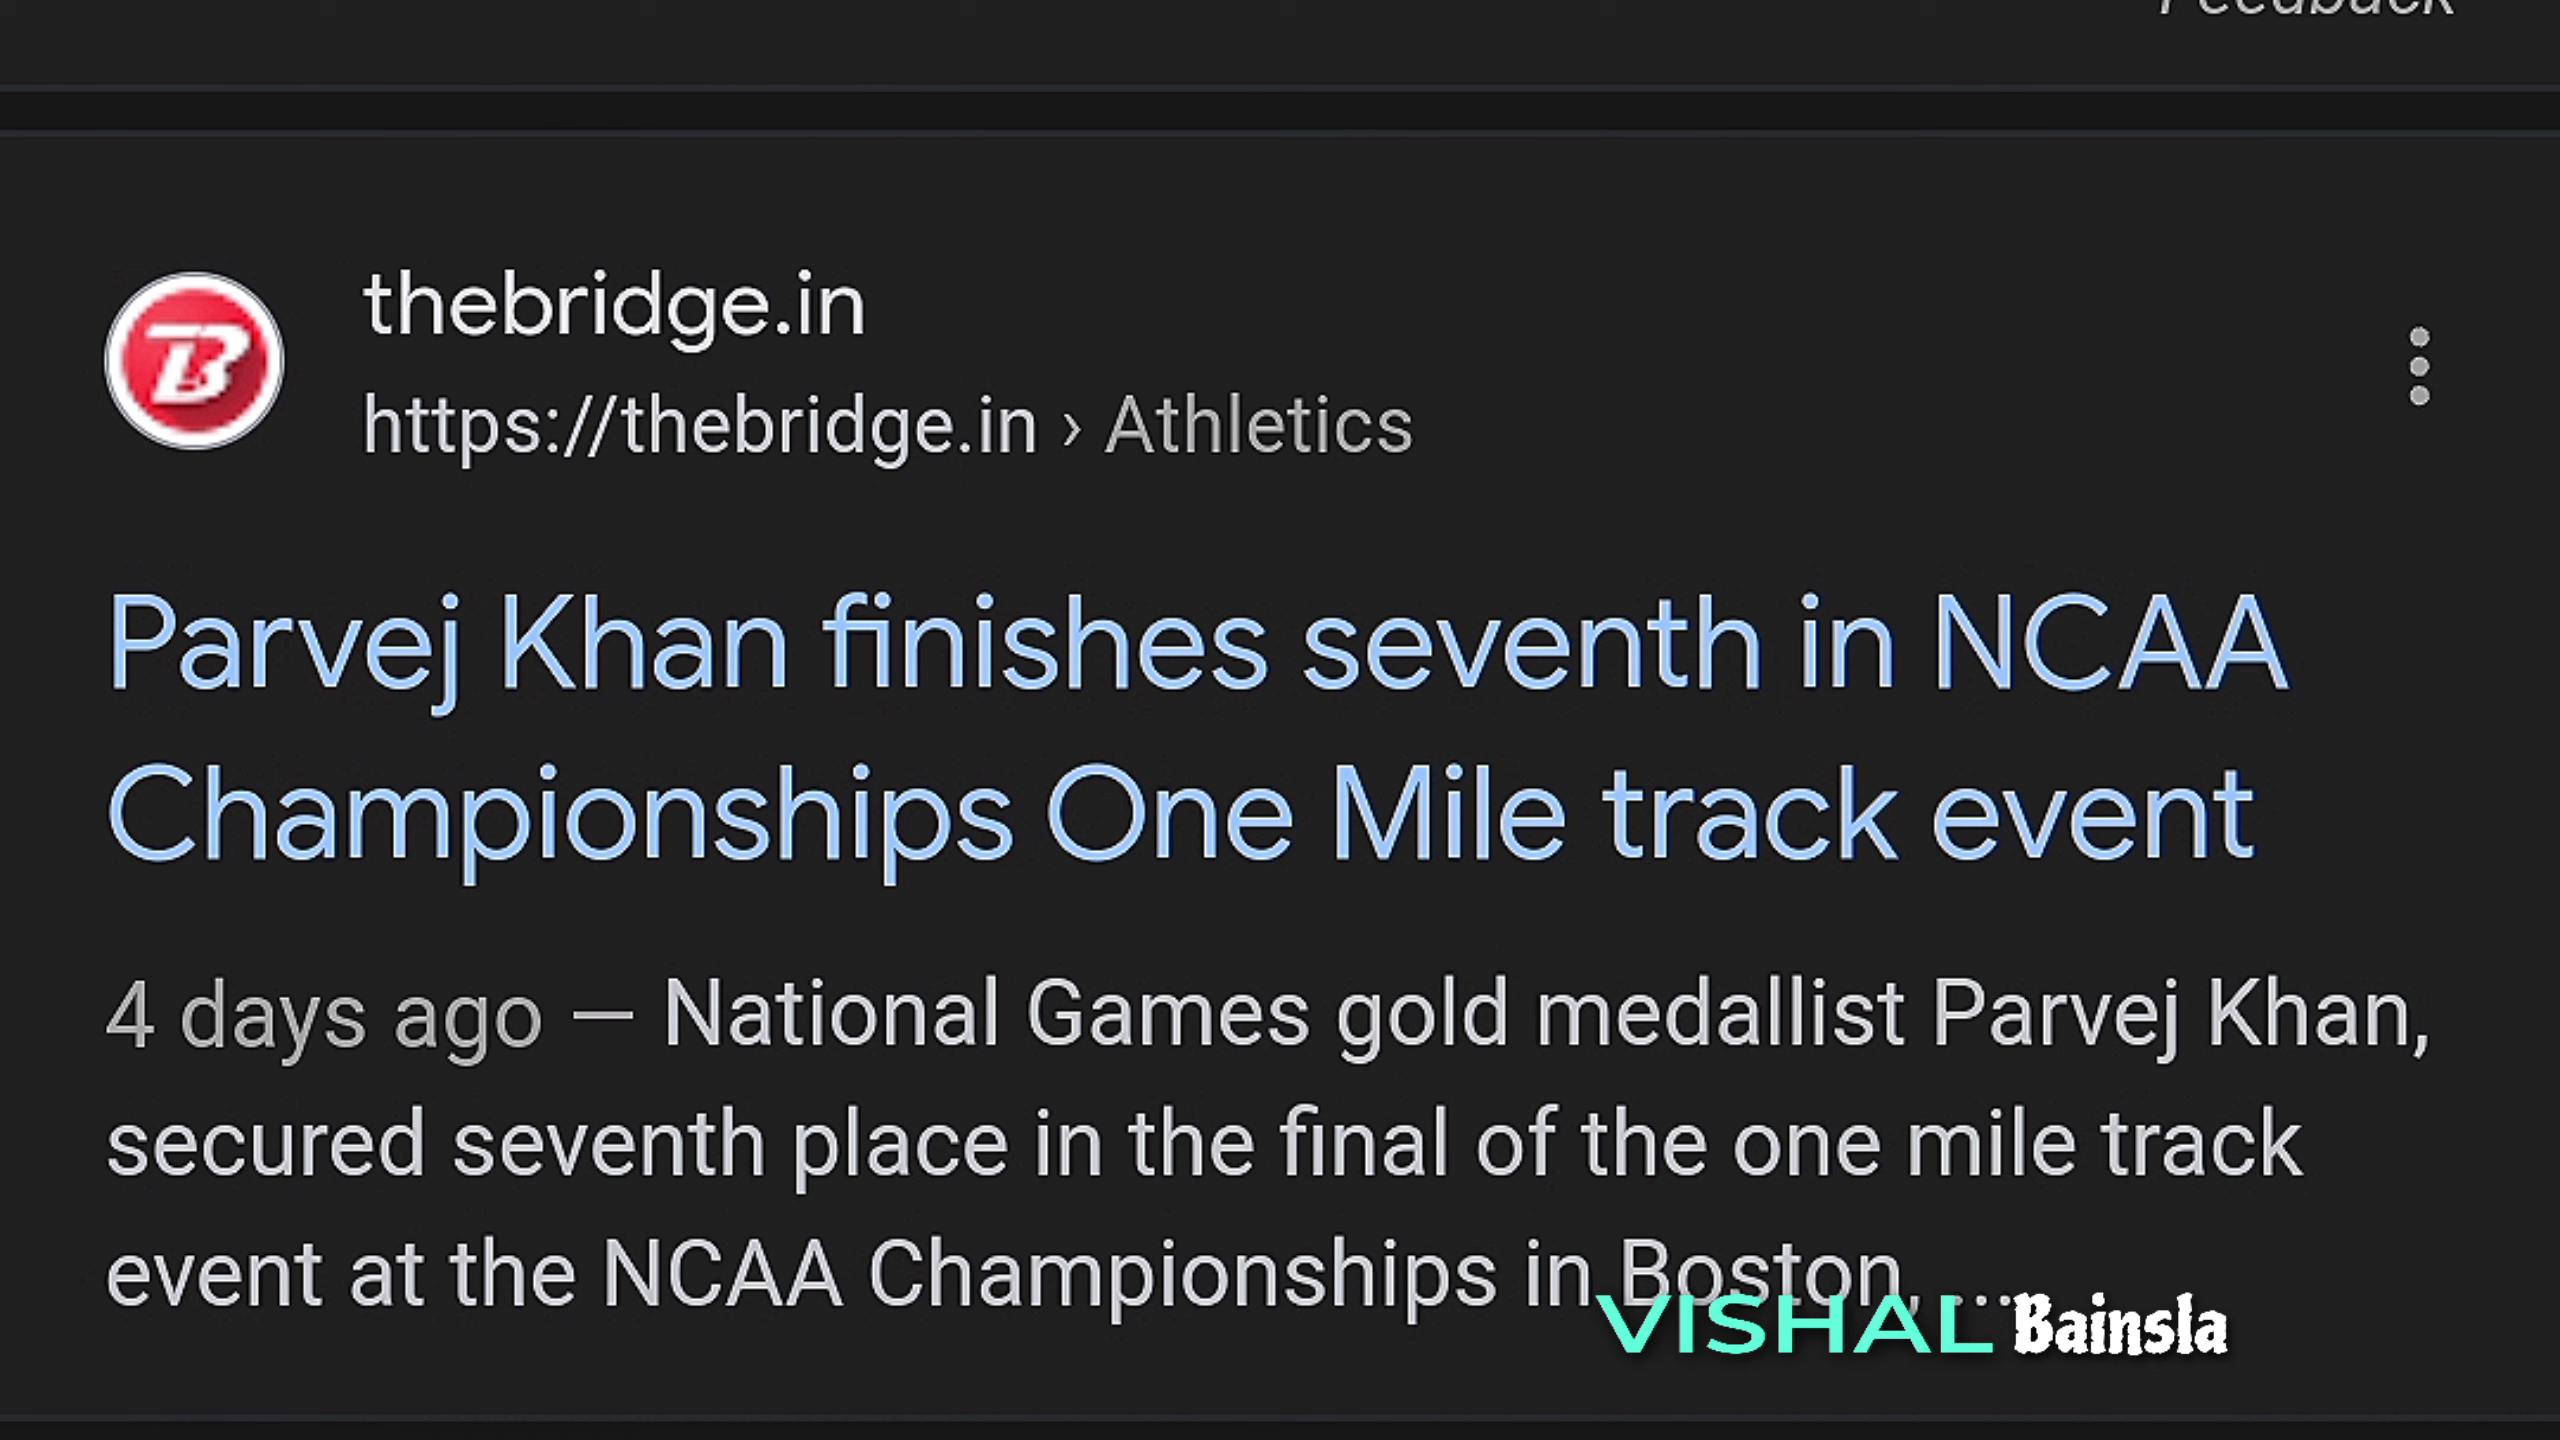 Feedback
thebridge.in
https://thebridge.in › Athletics
Parvej Khan finishes seventh in NCAA
Championships One Mile track event
4 days ago — National Games gold medallist Parvej Khan,
secured seventh place in the final of the one mile track
event at the NCAA Championships in Boston, ...
VISHAL Bainsla